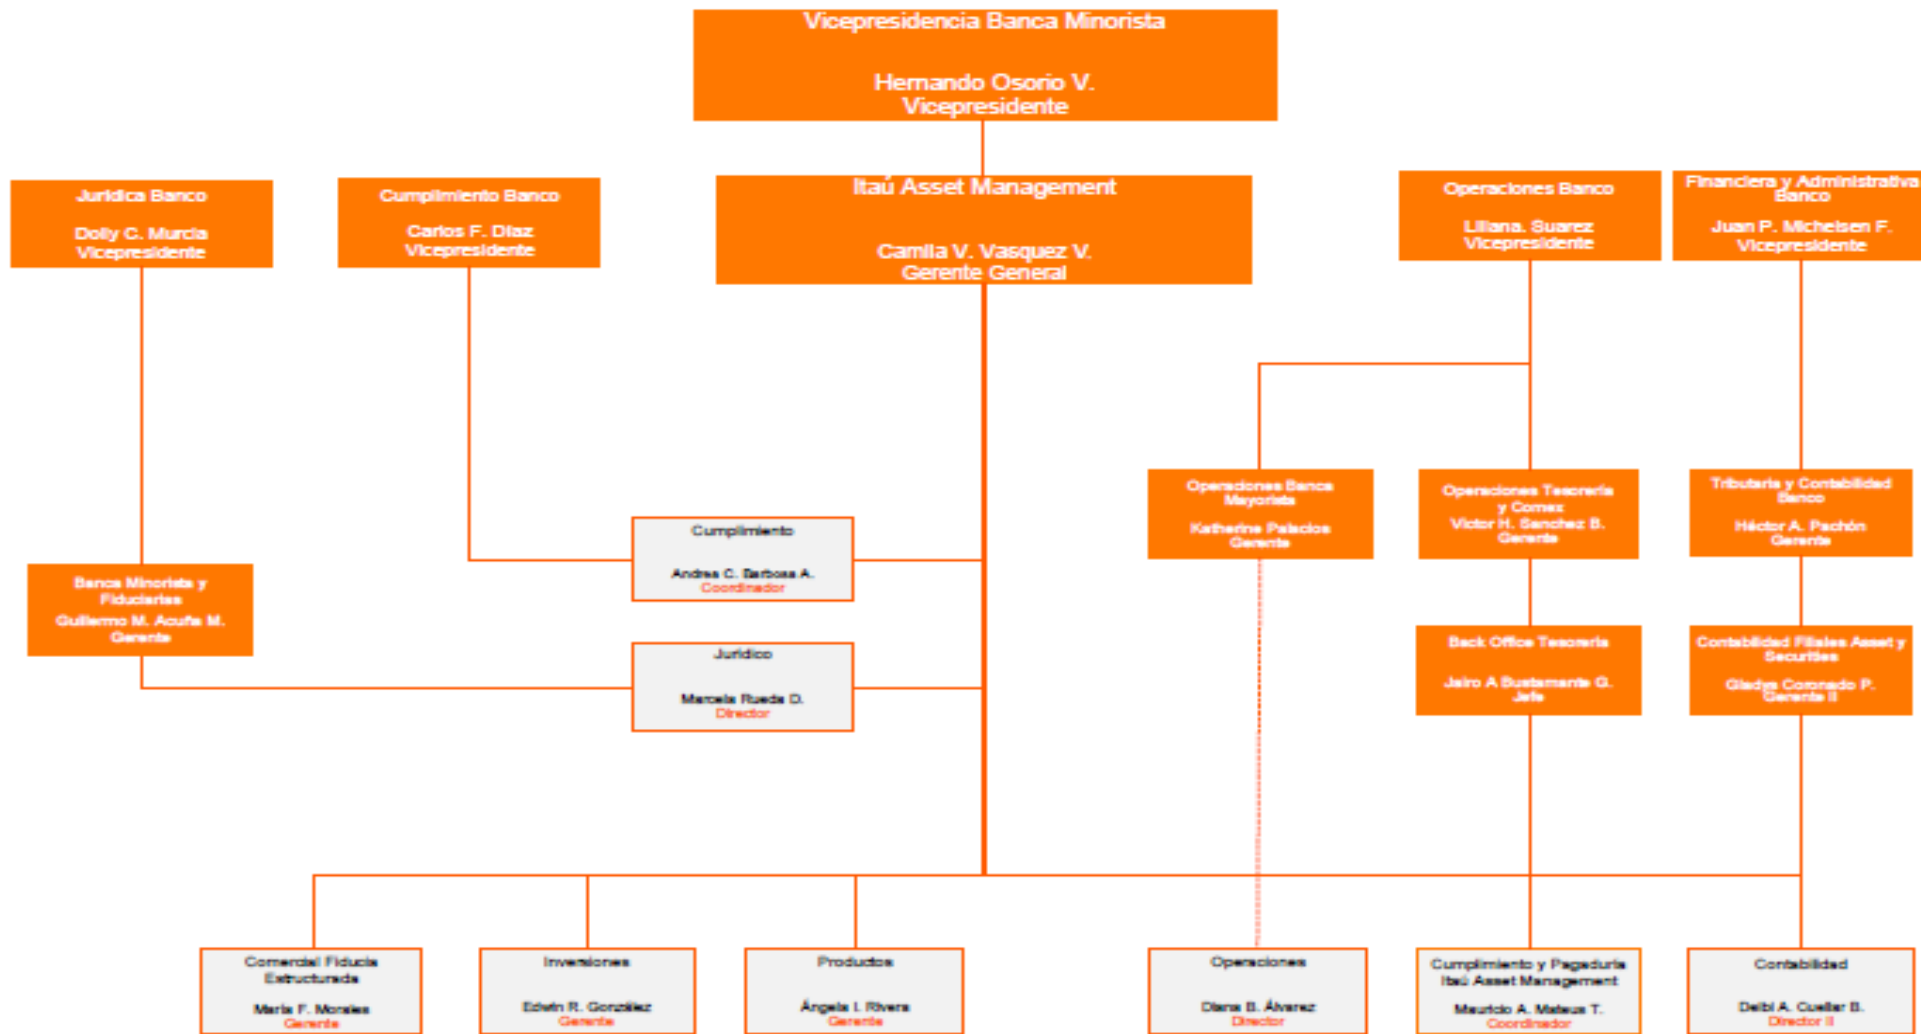 Vicepresidencia Banca Minorista
Hernando Osorio V.
Vicepresidente
Jurídica Banco
Dolly C. Murcia
Vicepresidente
Cumplimiento Banco
Carlos F. Díaz
Vicepresidente
Itaú Asset Management
Camila V. Vasquez V.
Gerente General
Operaciones Banco
Liliana. Suarez
Vicepresidente
Financiera y Administrativa
Banco
Juan P. Michelsen F.
Vicepresidente
Operaciones Banca
Mayorista
Katherine Palacios
Gerente
Operaciones Tesorería
y Comex
Victor H. Sanchez B.
Gerente
Tributaria y Contabilidad
Banco
Héctor A. Pachón
Gerente
Cumplimiento
Andrea C. Barbosa A.
Coordinador
Banca Minorista y
Fiduciarias
Guillermo M. Acuña M.
Gerente
Jurídico
Marcela Rueda D.
Director
Back Office Tesorería
Jairo A Bustamante G.
Jefe
Contabilidad Filiales Asset y
Securities
Gladys Coronado P.
Gerente II
Comercial Fiducia
Estructurada
María F. Morales
Gerente
Inversiones
Edwin R. González
Gerente
Productos
Ángela I. Rivera
Gerente
Operaciones
Diana B. Álvarez
Director
Cumplimiento y Pagaduría
Itaú Asset Management
Mauricio A. Mateus T.
Coordinador
Contabilidad
Deibi A. Cuellar B.
Director II